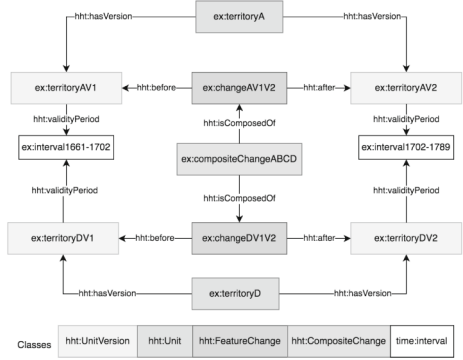 hht:hasVersion ex:territoryA hht:hasVersion
ex:territoryAV1 hht:before ex:changeAV1V2 hht:after ex:territoryAV2
hht:validityPeriod hht:isComposedOf hht:validityPeriod
ex:interval1661-1702 ex:compositeChangeABCD ex:interval1702-1789
hht:validityPeriod hht:isComposedOf hht:validityPeriod
ex:territoryDV1 hht:before ex:changeDV1V2 hht:after ex:territoryDV2
hht:hasVersion ex:territoryD hht:hasVersion
Classes hht:UnitVersion hht:Unit hht:FeatureChange hht:CompositeChange time:interval